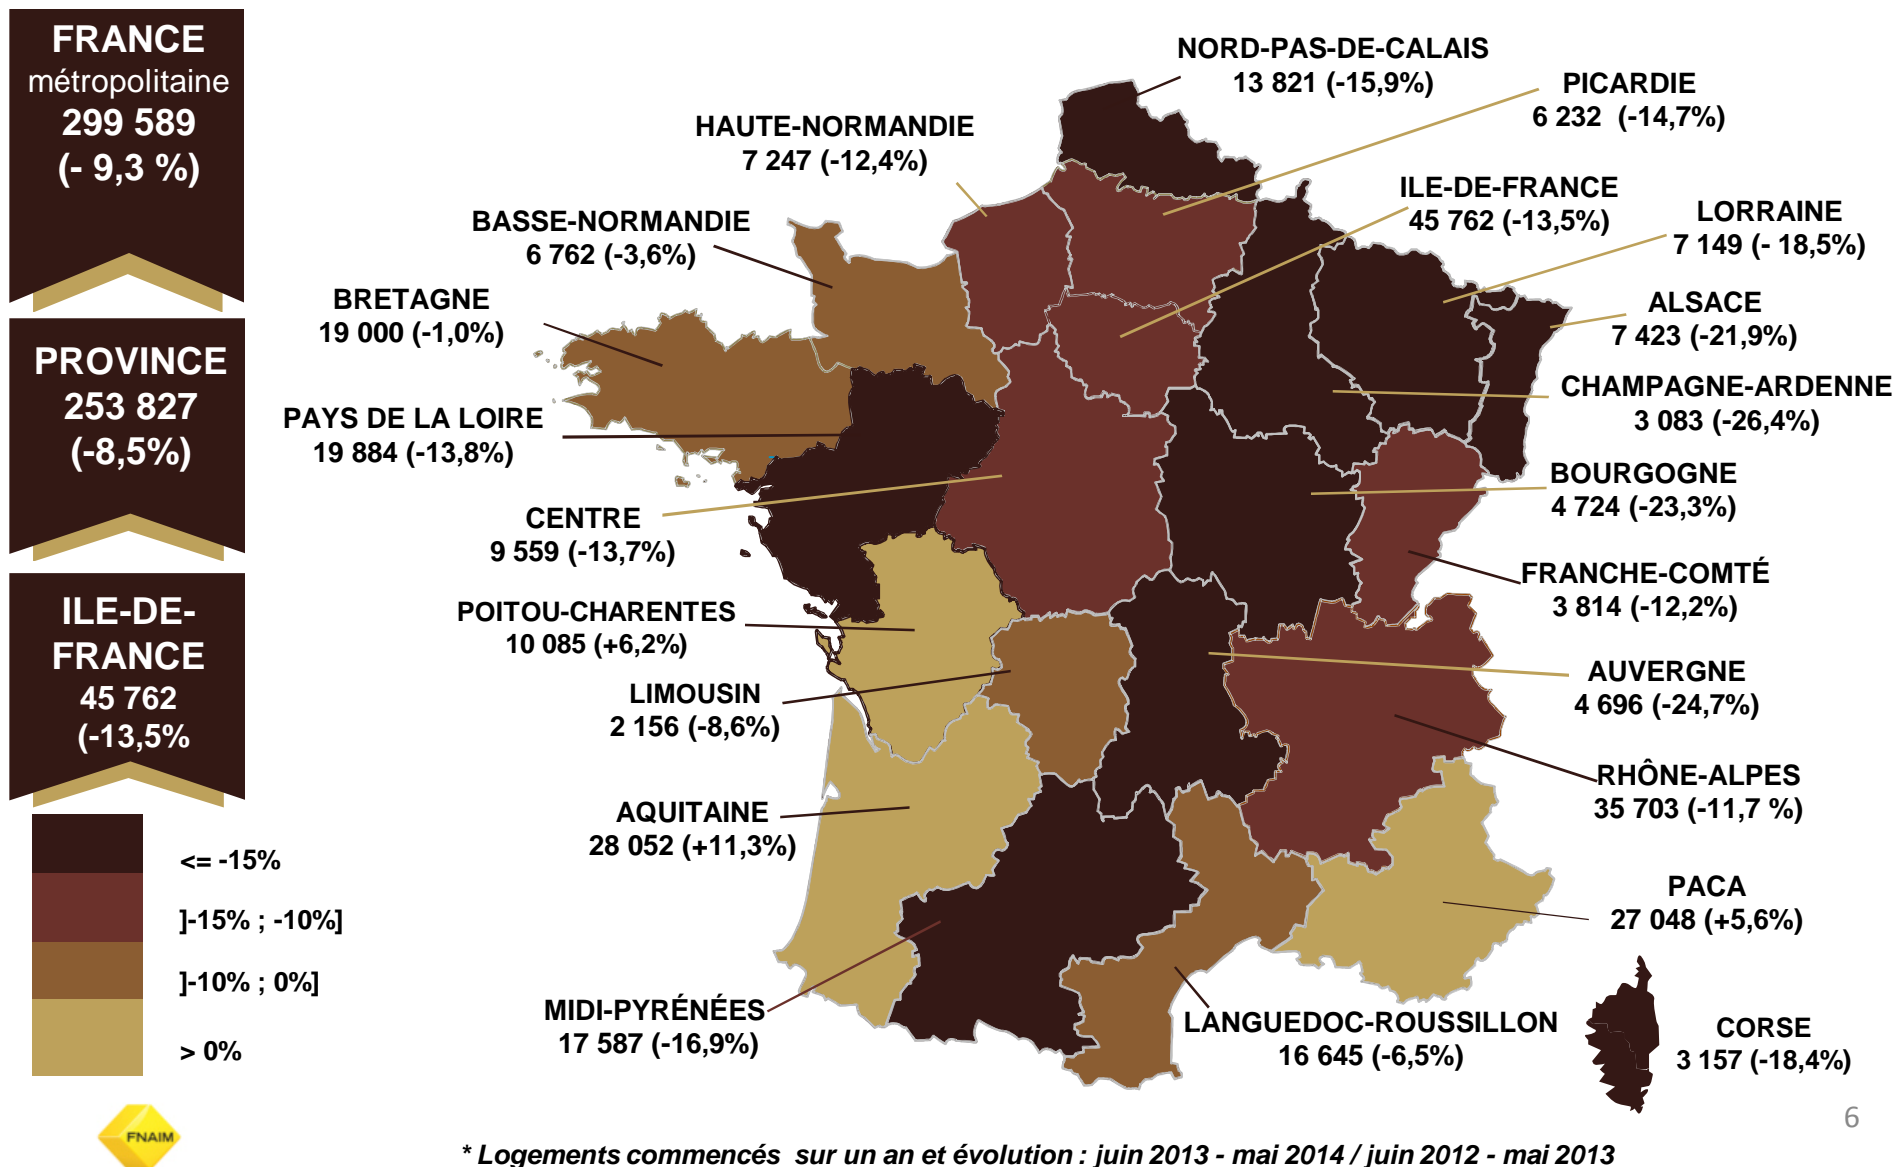 FRANCE
métropolitaine
299 589
(- 9,3 %)
PROVINCE
253 827
(-8,5%)
ILE-DE-
FRANCE
45 762
(-13,5%
<= -15%
]-15% ; -10%]
]-10% ; 0%]
> 0%
FNAIM
NORD-PAS-DE-CALAIS
13 821 (-15,9%)
PICARDIE
6 232 (-14,7%)
HAUTE-NORMANDIE
7 247 (-12,4%)
ILE-DE-FRANCE
45 762 (-13,5%)
LORRAINE
7 149 (- 18,5%)
BASSE-NORMANDIE
6 762 (-3,6%)
BRETAGNE
19 000 (-1,0%)
ALSACE
7 423 (-21,9%)
CHAMPAGNE-ARDENNE
3 083 (-26,4%)
PAYS DE LA LOIRE
19 884 (-13,8%)
BOURGOGNE
4 724 (-23,3%)
CENTRE
9 559 (-13,7%)
FRANCHE-COMTÉ
3 814 (-12,2%)
POITOU-CHARENTES
10 085 (+6,2%)
AUVERGNE
4 696 (-24,7%)
LIMOUSIN
2 156 (-8,6%)
RHÔNE-ALPES
35 703 (-11,7 %)
AQUITAINE
28 052 (+11,3%)
PACA
27 048 (+5,6%)
MIDI-PYRÉNÉES
17 587 (-16,9%)
LANGUEDOC-ROUSSILLON
16 645 (-6,5%)
CORSE
3 157 (-18,4%)
6
* Logements commencés sur un an et évolution : juin 2013 - mai 2014 / juin 2012 - mai 2013